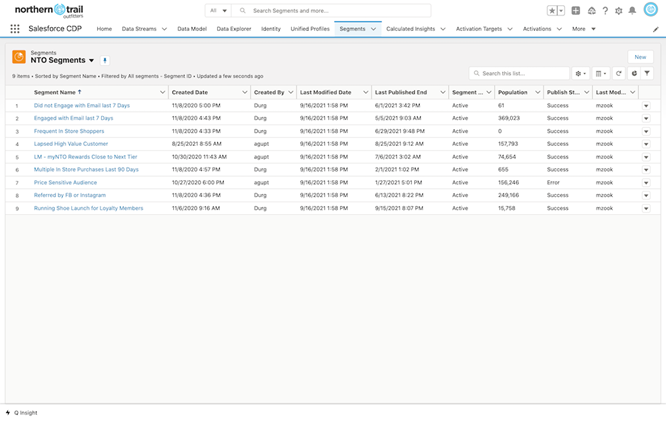 northern trail
outfitters
All Search Segments and more...
Salesforce CDP Home Data Streams Data Model Data Explorer Identity Unified Profiles Segments Calculated Insights Activation Targets Activations More
Segments
NTO Segments
New
9 items • Sorted by Segment Name • Filtered by All segments - Segment ID • Updated a few seconds ago
Search this list...
Segment Name ↑ Created Date Created By Last Modified Date Last Published End Segment ... Population Publish St... Last Mod...
1 Did not Engage with Email last 7 Days 11/8/2020 5:00 PM Durg 9/16/2021 1:58 PM 6/1/2021 3:42 PM Active 61 Success mzook
2 Engaged with Email last 7 Days 11/8/2020 4:43 PM Durg 9/16/2021 1:58 PM 5/5/2021 9:03 AM Active 369,023 Success mzook
3 Frequent In Store Shoppers 11/8/2020 4:33 PM Durg 9/16/2021 1:58 PM 6/29/2021 9:48 PM Active 0 Success mzook
4 Lapsed High Value Customer 8/25/2021 8:55 AM agupt 9/16/2021 1:58 PM 8/25/2021 9:12 AM Active 157,793 Success mzook
5 LM - myNTO Rewards Close to Next Tier 10/30/2020 11:43 AM agupt 9/16/2021 1:58 PM 7/6/2021 3:02 AM Active 74,654 Success mzook
6 Multiple In Store Purchases Last 90 Days 11/8/2020 4:57 PM Durg 9/16/2021 1:58 PM 2/1/2021 1:02 PM Active 655 Success mzook
7 Price Sensitive Audience 10/27/2020 6:00 PM agupt 9/16/2021 1:58 PM 1/27/2021 5:01 PM Active 156,246 Error mzook
8 Referred by FB or Instagram 11/8/2020 4:36 PM Durg 9/16/2021 1:58 PM 6/13/2021 8:22 PM Active 249,166 Success mzook
9 Running Shoe Launch for Loyalty Members 11/6/2020 9:16 AM Durg 9/16/2021 1:58 PM 9/15/2021 8:07 PM Active 15,758 Success mzook
Q Insight